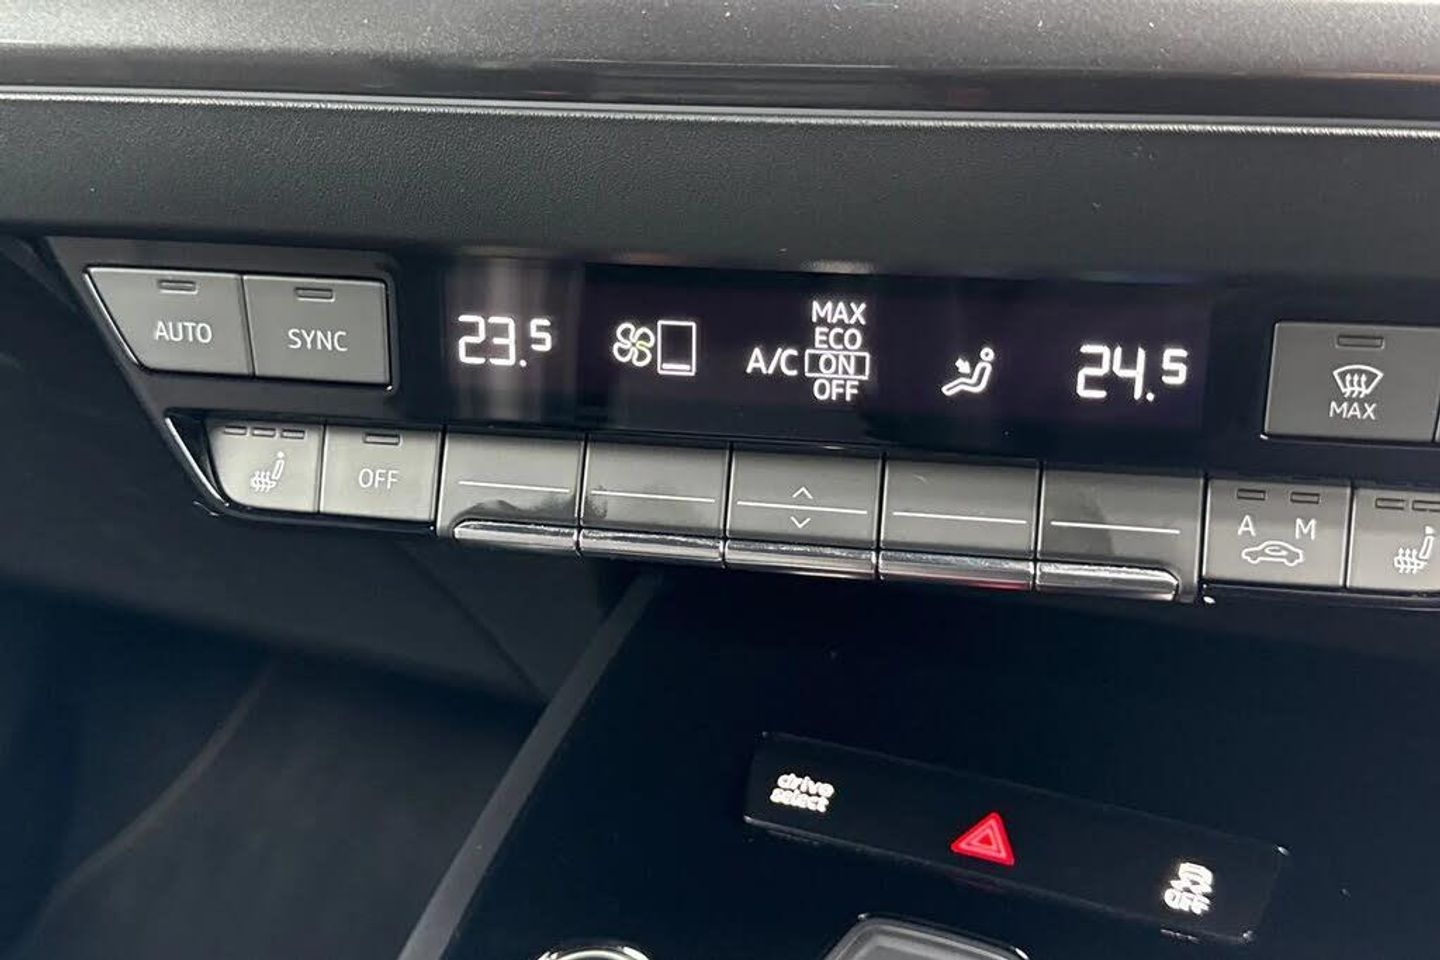 AUTO
SYNC
23.5
A/C
MAX
ECO
ON
OFF
24.5
MAX
OFF
A M
drive
select
OFF